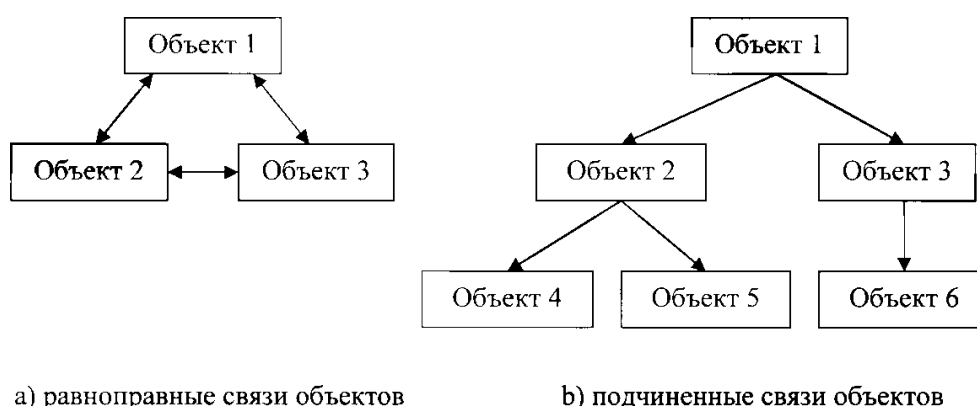 Объект 1
Объект 2
Объект 3
Объект 1
Объект 2
Объект 3
Объект 4
Объект 5
Объект 6
а) равноправные связи объектов
b) подчиненные связи объектов